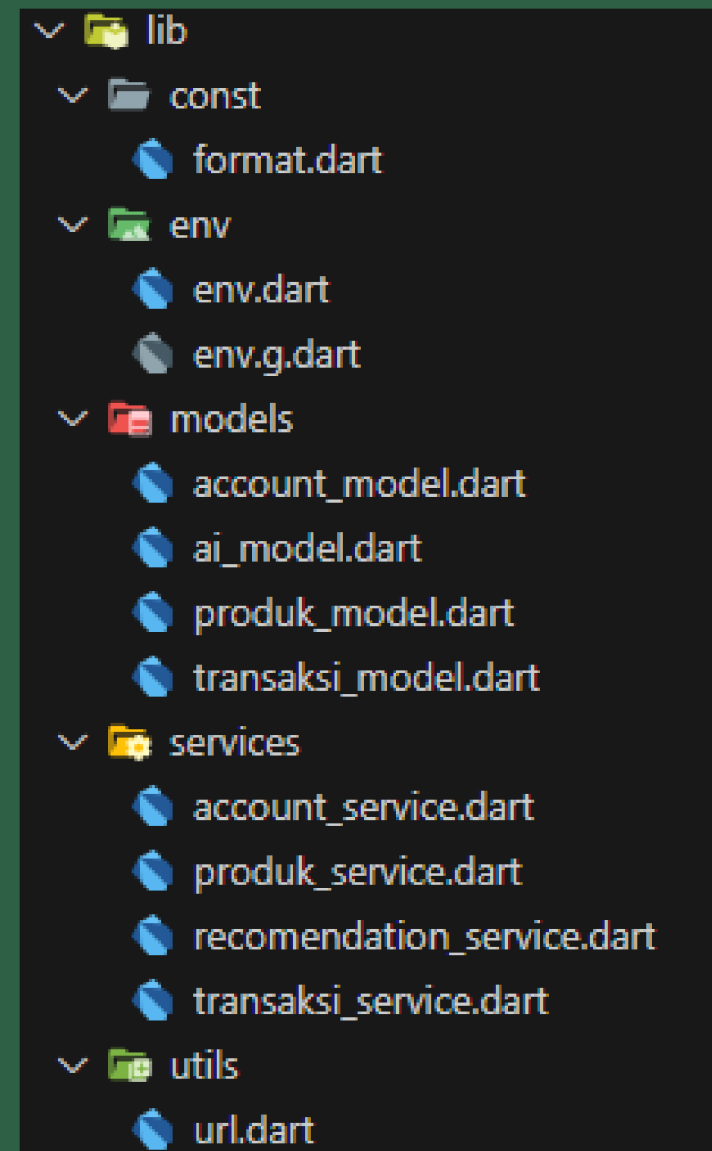 lib
const
format.dart
env
env.dart
env.g.dart
models
account_model.dart
ai_model.dart
produk_model.dart
transaksi_model.dart
services
account_service.dart
produk_service.dart
recomendation_service.dart
transaksi_service.dart
utils
url.dart